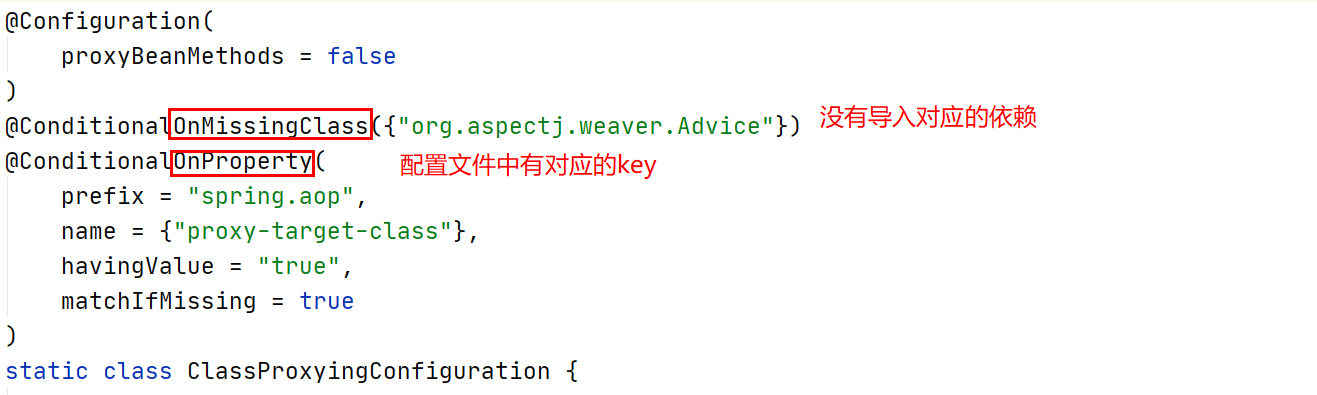 @Configuration(
    proxyBeanMethods = false
)
@ConditionalOnMissingClass({"org.aspectj.weaver.Advice"}) 没有导入对应的依赖
@ConditionalOnProperty( 配置文件中有对应的key
    prefix = "spring.aop",
    name = {"proxy-target-class"},
    havingValue = "true",
    matchIfMissing = true
)
static class ClassProxyingConfiguration {